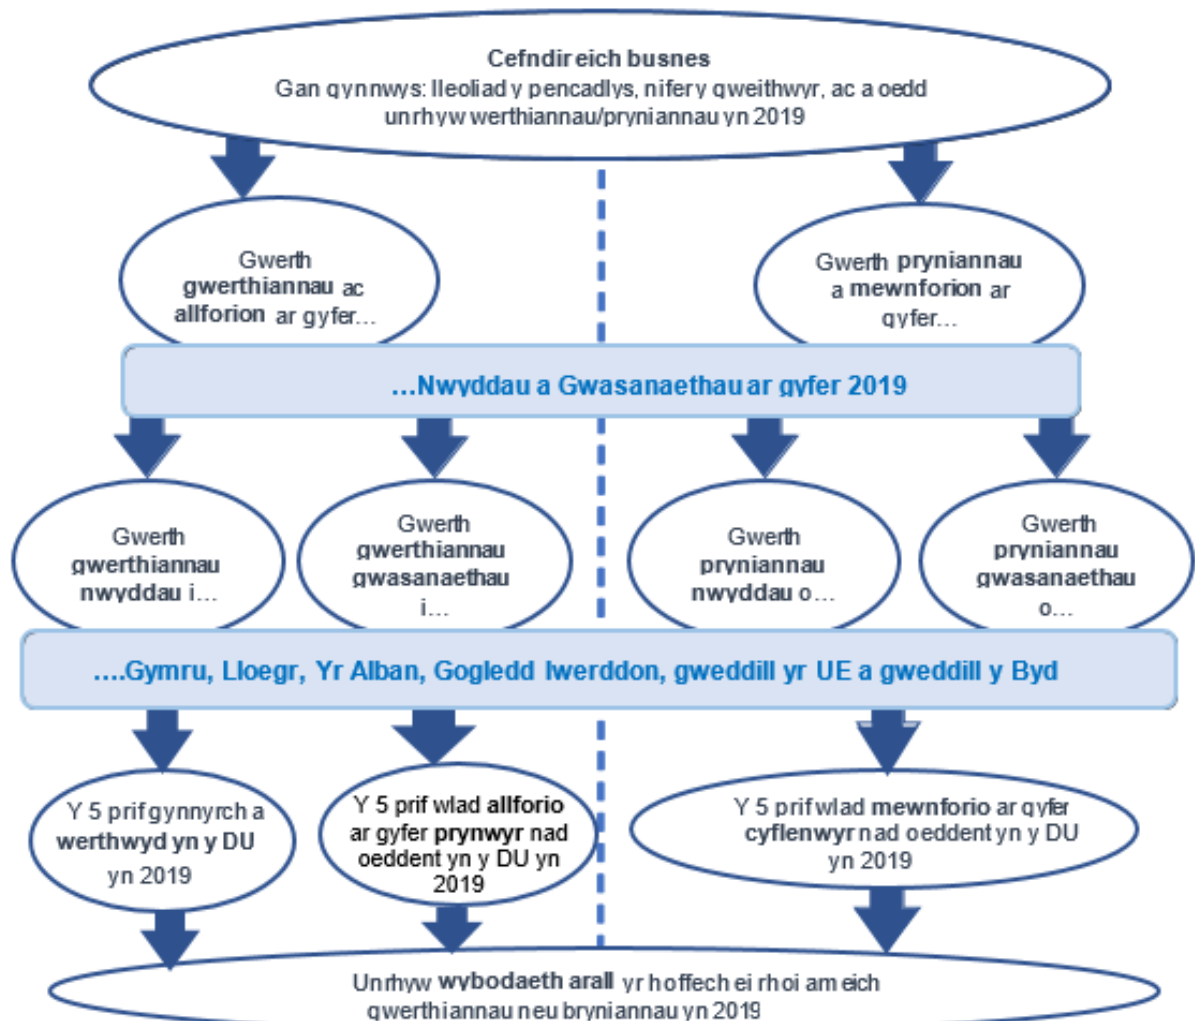 Cefndir eich busnes
Gan gynnwys: lleoliad y pencadlys, nifer y gweithwyr, ac a oedd
unrhyw werthiannau/pryniannau yn 2019
Gwerth
gwerthiannau ac
allforion ar gyfer...
Gwerth pryniannau
a mewnforion ar
gyfer...
...Nwyddau a Gwasanaethau ar gyfer 2019
Gwerth
gwerthiannau
nwyddau i...
Gwerth
gwerthiannau
gwasanaethau
i...
Gwerth
pryniannau
nwyddau o...
Gwerth
pryniannau
gwasanaethau
o...
....Gymru, Lloegr, Yr Alban, Gogledd Iwerddon, gweddill yr UE a gweddill y Byd
Y 5 prif gynnyrch a
werthwyd yn y DU
yn 2019
Y 5 prif wlad allforio
ar gyfer prynwyr nad
oeddent yn y DU yn
2019
Y 5 prif wlad mewnforio ar gyfer
cyflenwyr nad oeddent yn y DU
yn 2019
Unrhyw wybodaeth arall yr hoffech ei rhoi am eich
gwerthiannau neu bryniannau yn 2019